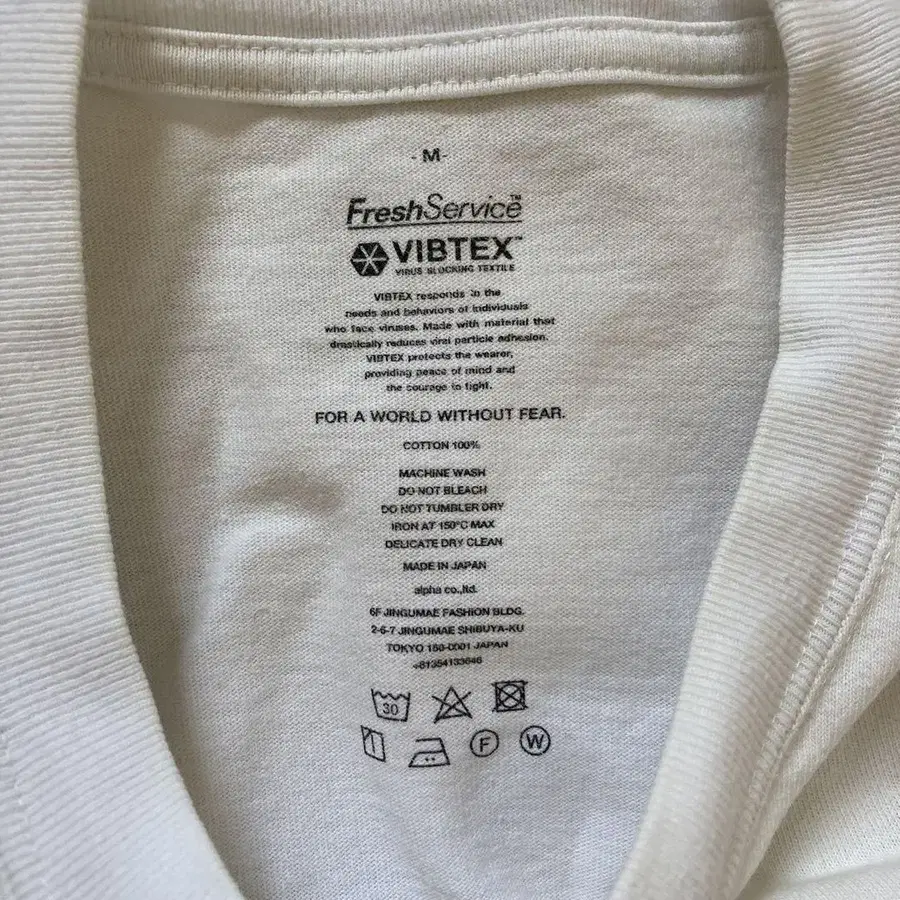 - M -
FreshService™
VIBTEX™
VIRUS BLOCKING TEXTILE
VIBTEX responds to the
needs and behaviors of individuals
who face viruses. Made with material that
drastically reduces viral particle adhesion.
VIBTEX protects the wearer,
providing peace of mind and
the courage to fight.
FOR A WORLD WITHOUT FEAR.
COTTON 100%
MACHINE WASH
DO NOT BLEACH
DO NOT TUMBLER DRY
IRON AT 150°C MAX
DELICATE DRY CLEAN
MADE IN JAPAN
alpha co.,ltd.
6F JINGUMAE FASHION BLDG.
2-6-7 JINGUMAE SHIBUYA-KU
TOKYO 150-0001 JAPAN
30
F W